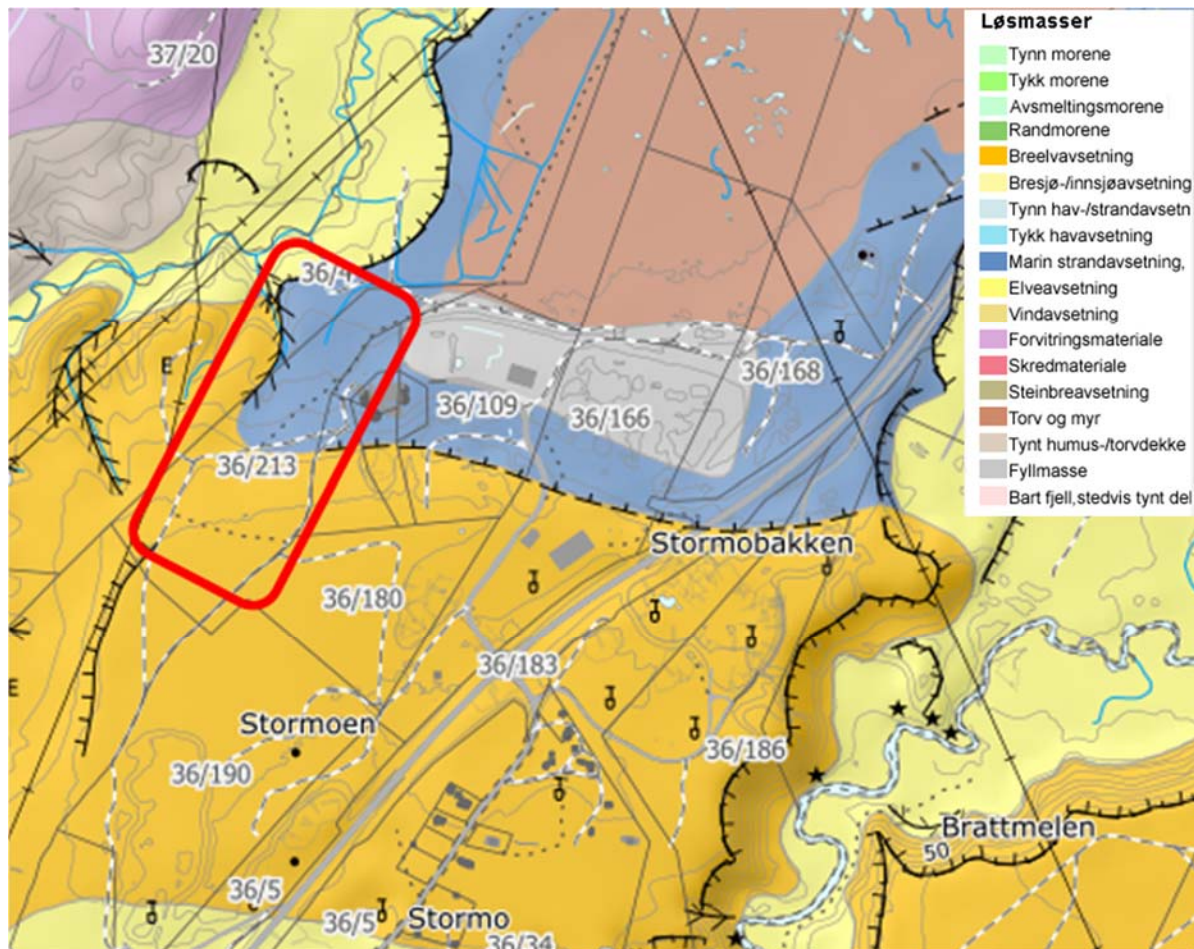 Løsmasser
Tynn morene
Tykk morene
Avsmeltingsmorene
Randmorene
Breelvavsetning
Bresjø-/innsjøavsetning
Tynn hav-/strandavsetn
Tykk havavsetning
Marin strandavsetning,
Elveavsetning
Vindavsetning
Forvitringsmateriale
Skredmateriale
Steinbreavsetning
Torv og myr
Tynt humus-/torvdekke
Fyllmasse
Bart fjell,stedvis tynt del
37/20
36/4
E
36/168
36/109
36/166
36/213
Stormobakken
36/180
36/183
E
Stormoen
36/186
36/190
Brattmelen
50
36/5
36/5
Stormo
36/34